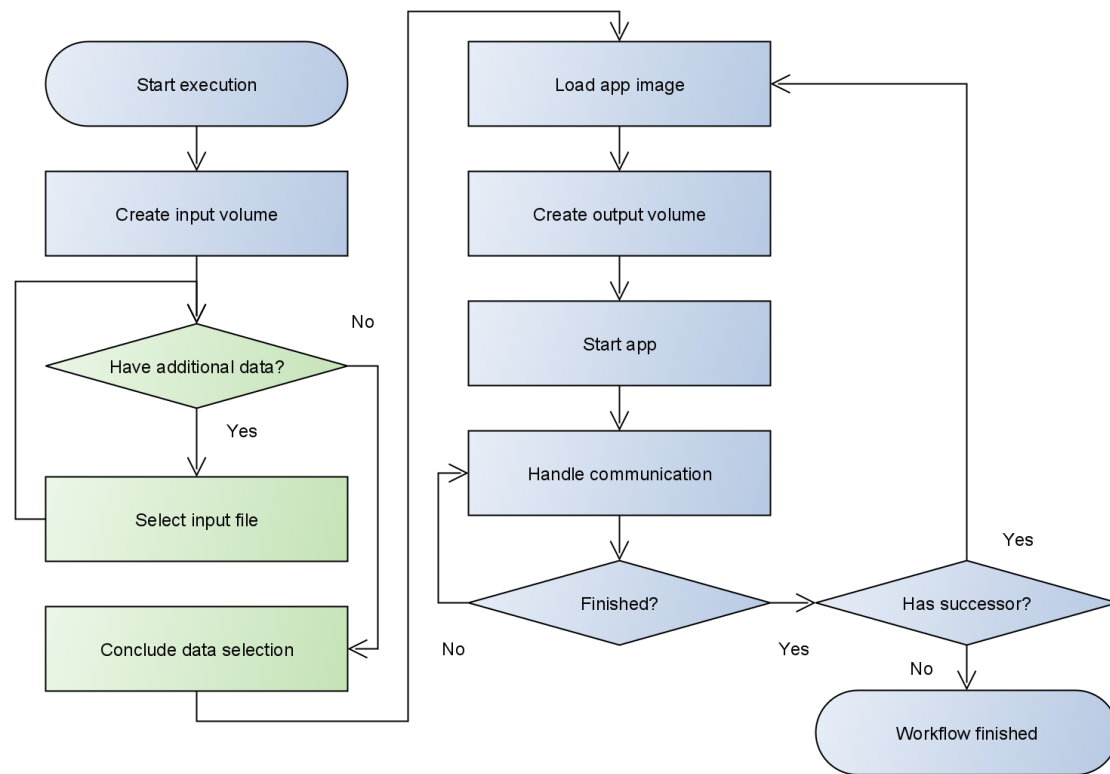 Start execution
Create input volume
Have additional data?
No
Yes
Select input file
Conclude data selection
Load app image
Create output volume
Start app
Handle communication
Finished?
No
Yes
Has successor?
Yes
No
Workflow finished